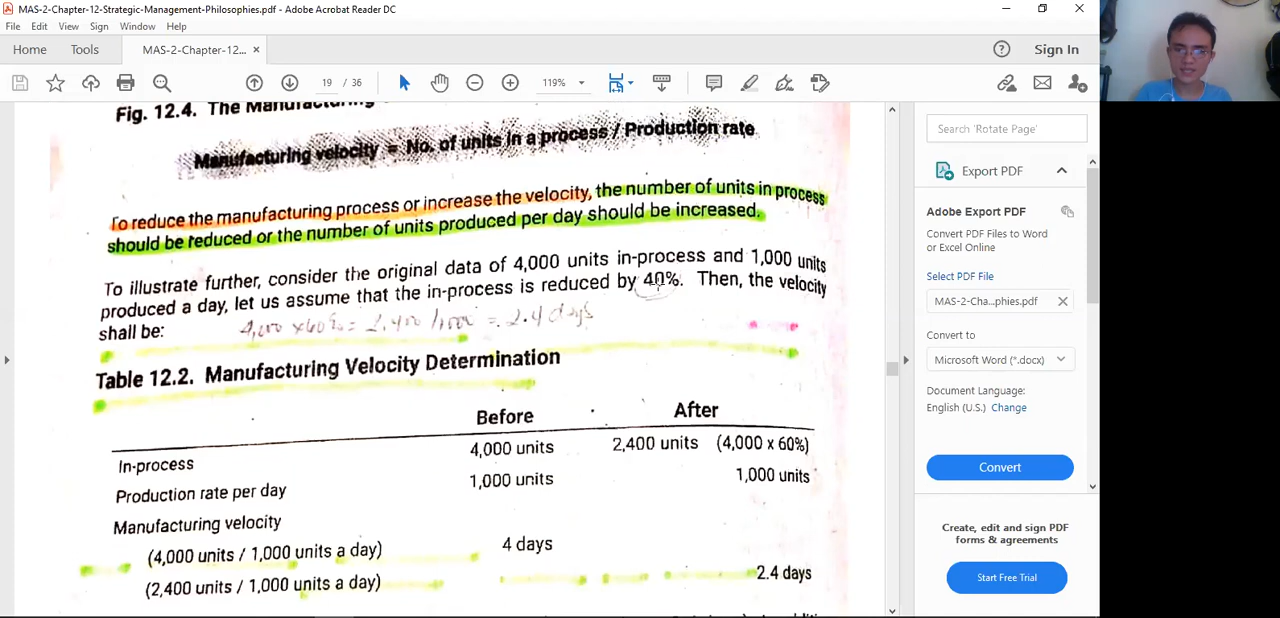 MAS-2-Chapter-12-Strategic-Management-Philosophies.pdf - Adobe Acrobat Reader DC
File Edit View Sign Window Help
Home Tools MAS-2-Chapter-12... × Sign In
19 / 36 119%
Fig. 12.4. The Manufacturing
Manufacturing velocity = No. of units in a process / Production rate
To reduce the manufacturing process or increase the velocity, the number of units in process
should be reduced or the number of units produced per day should be increased.
To illustrate further, consider the original data of 4,000 units in-process and 1,000 units
produced a day, let us assume that the in-process is reduced by 40%. Then, the velocity
shall be: 4,000 x 60% = 2,400 / 1,000 = 2.4 days
Table 12.2. Manufacturing Velocity Determination
Before After
In-process 4,000 units 2,400 units (4,000 x 60%)
Production rate per day 1,000 units 1,000 units
Manufacturing velocity
(4,000 units / 1,000 units a day) 4 days
(2,400 units / 1,000 units a day) 2.4 days
Search 'Rotate Page'
Export PDF
Adobe Export PDF
Convert PDF Files to Word
or Excel Online
Select PDF File
MAS-2-Cha...phies.pdf
Convert to
Microsoft Word (*.docx)
Document Language:
English (U.S.) Change
Convert
Create, edit and sign PDF
forms & agreements
Start Free Trial